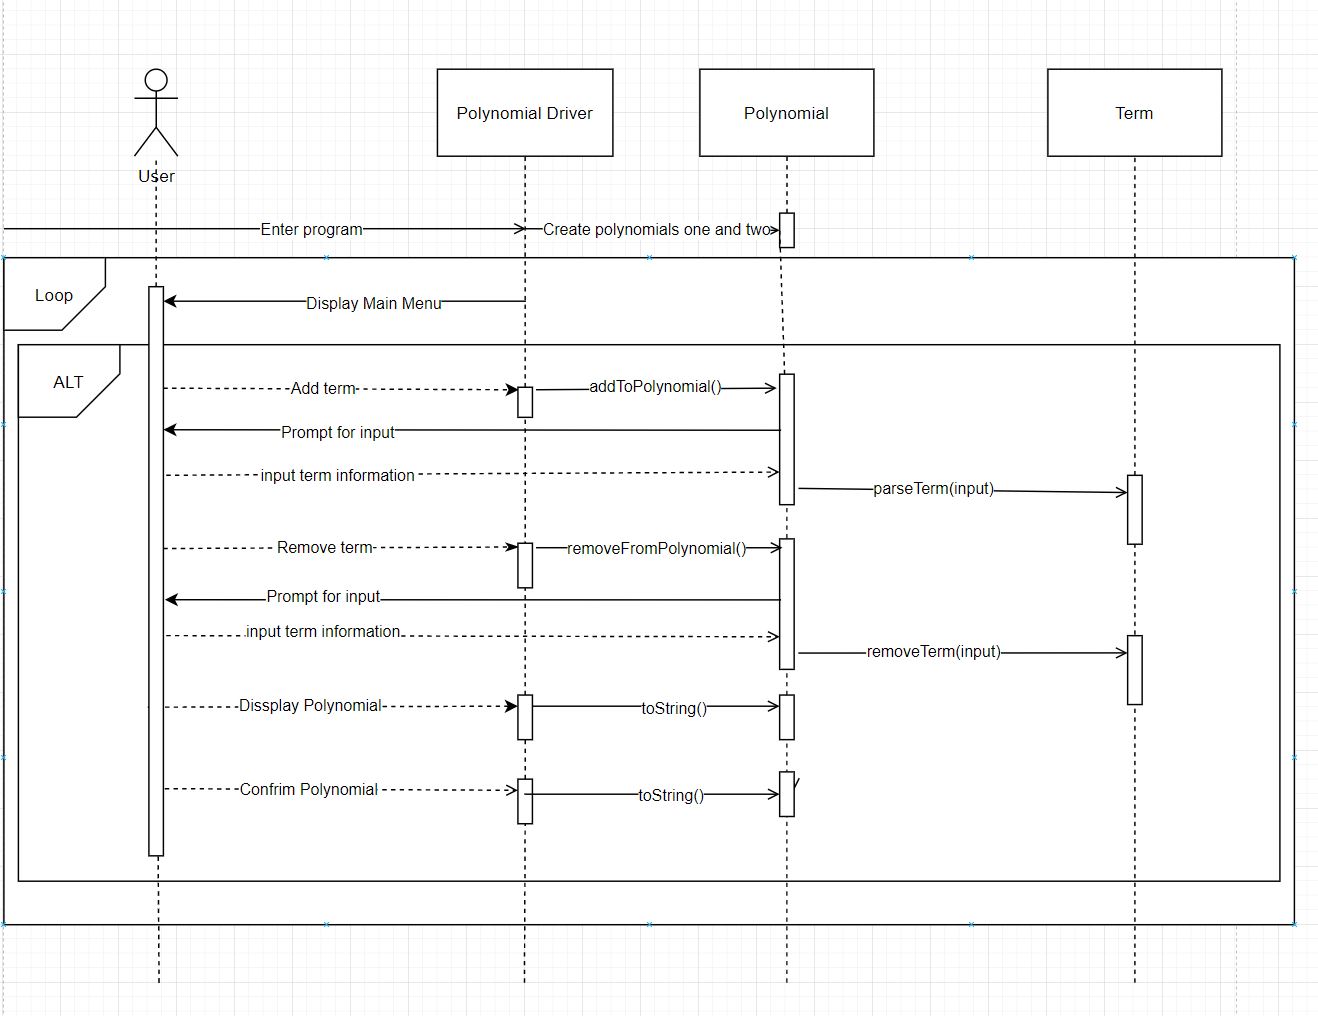 Polynomial Driver
Polynomial
Term
User
Enter program
Create polynomials one and two
Loop
Display Main Menu
ALT
Add term
addToPolynomial()
Prompt for input
input term information
parseTerm(input)
Remove term
removeFromPolynomial()
Prompt for input
input term information
removeTerm(input)
Dissplay Polynomial
toString()
Confrim Polynomial
toString()